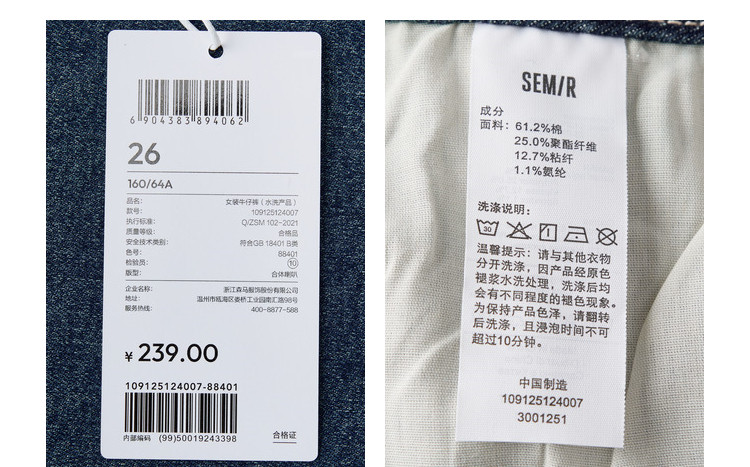 6 904383 894062
26
160/64A
品名： 女装牛仔裤（水洗产品）
款号： 109125124007
执行标准： Q/ZSM 102-2021
质量等级： 合格品
安全技术类别： 符合GB 18401 B类
色号： 88401
检验员： 10
版型： 合体喇叭
企业名称： 浙江森马服饰股份有限公司
地址： 温州市瓯海区娄桥工业园南汇路98号
服务热线： 400-8877-588
¥ 239.00
109125124007-88401
内部编码 (99)50019243398
合格证
SEMIR
成分
面料： 61.2%棉
25.0%聚酯纤维
12.7%粘纤
1.1%氨纶
洗涤说明：
30
温馨提示：请与其他衣物
分开洗涤，因产品经原色
褪浆水洗处理，洗涤后均
会有不同程度的褪色现象。
为保持产品色泽，请翻转
后洗涤，且浸泡时间不可
超过10分钟。
中国制造
109125124007
3001251